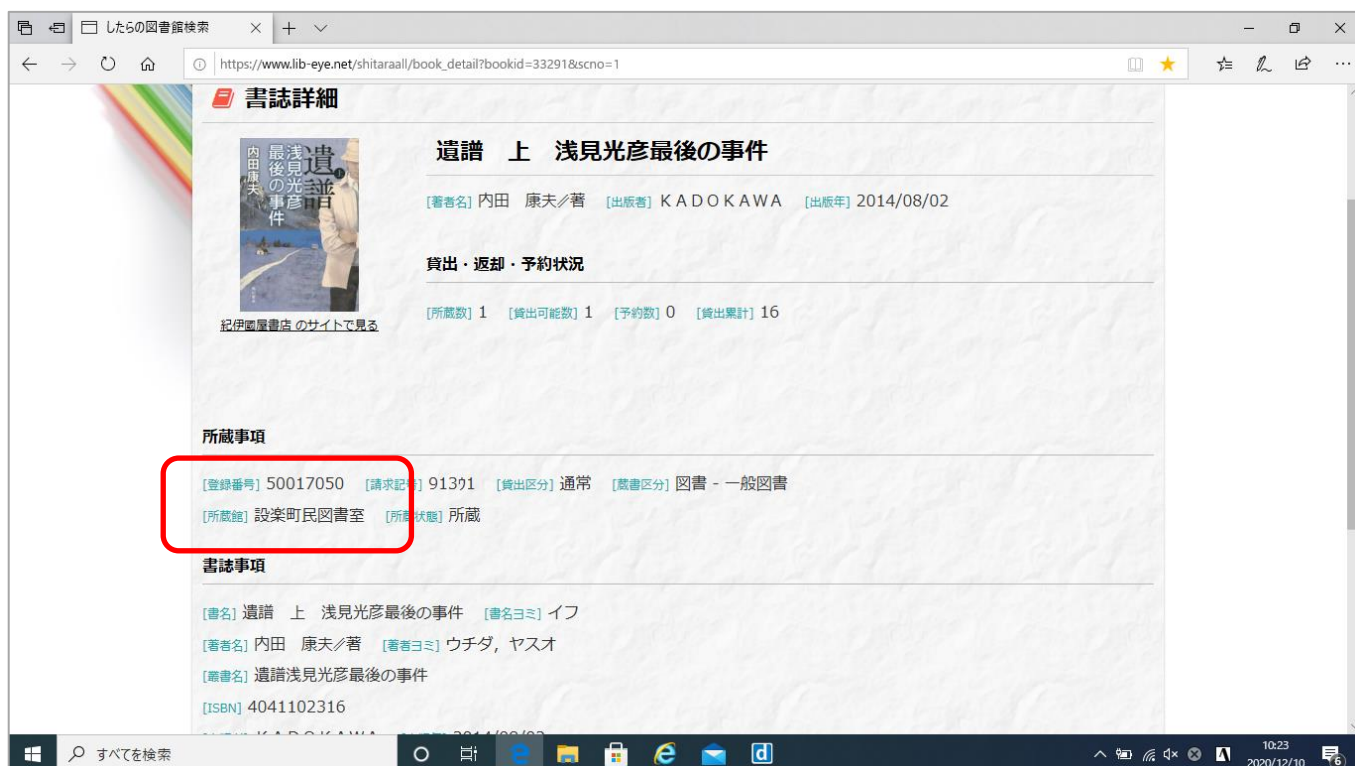 したらの図書館検索
https://www.lib-eye.net/shitaraall/book_detail?bookid=33291&scno=1
書誌詳細
遺譜
上
浅見光彦
最後の事件
内田康夫
紀伊國屋書店 のサイトで見る
遺譜 上 浅見光彦最後の事件
[著者名] 内田 康夫／著 [出版者] ＫＡＤＯＫＡＷＡ [出版年] 2014/08/02
貸出・返却・予約状況
[所蔵数] 1 [貸出可能数] 1 [予約数] 0 [貸出累計] 16
所蔵事項
[登録番号] 50017050 [請求記号] 913ｳ1 [貸出区分] 通常 [蔵書区分] 図書 - 一般図書
[所蔵館] 設楽町民図書室 [所蔵状態] 所蔵
書誌事項
[書名] 遺譜 上 浅見光彦最後の事件 [書名ヨミ] イフ
[著者名] 内田 康夫／著 [著者ヨミ] ウチダ, ヤスオ
[叢書名] 遺譜浅見光彦最後の事件
[ISBN] 4041102316
ＫＡＤＯＫＡＷＡ 2014/08/02
すべてを検索
10:23
2020/12/10
6